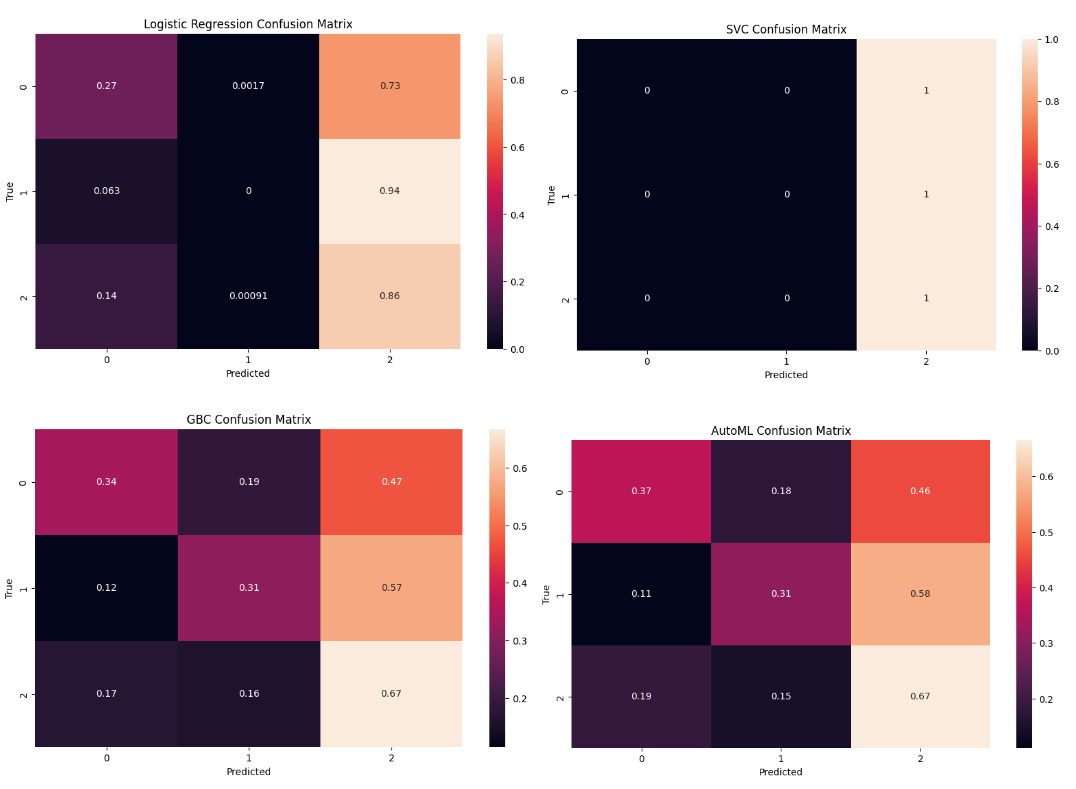 Logistic Regression Confusion Matrix
0.27 0.0017 0.73
0.063 0 0.94
0.14 0.00091 0.86
0 1 2
True
0 1 2
Predicted
0.8
0.6
0.4
0.2
0.0
SVC Confusion Matrix
0 0 1
0 0 1
0 0 1
0 1 2
True
0 1 2
Predicted
1.0
0.8
0.6
0.4
0.2
0.0
GBC Confusion Matrix
0.34 0.19 0.47
0.12 0.31 0.57
0.17 0.16 0.67
0 1 2
True
0 1 2
Predicted
0.6
0.5
0.4
0.3
0.2
AutoML Confusion Matrix
0.37 0.18 0.46
0.11 0.31 0.58
0.19 0.15 0.67
0 1 2
True
0 1 2
Predicted
0.6
0.5
0.4
0.3
0.2